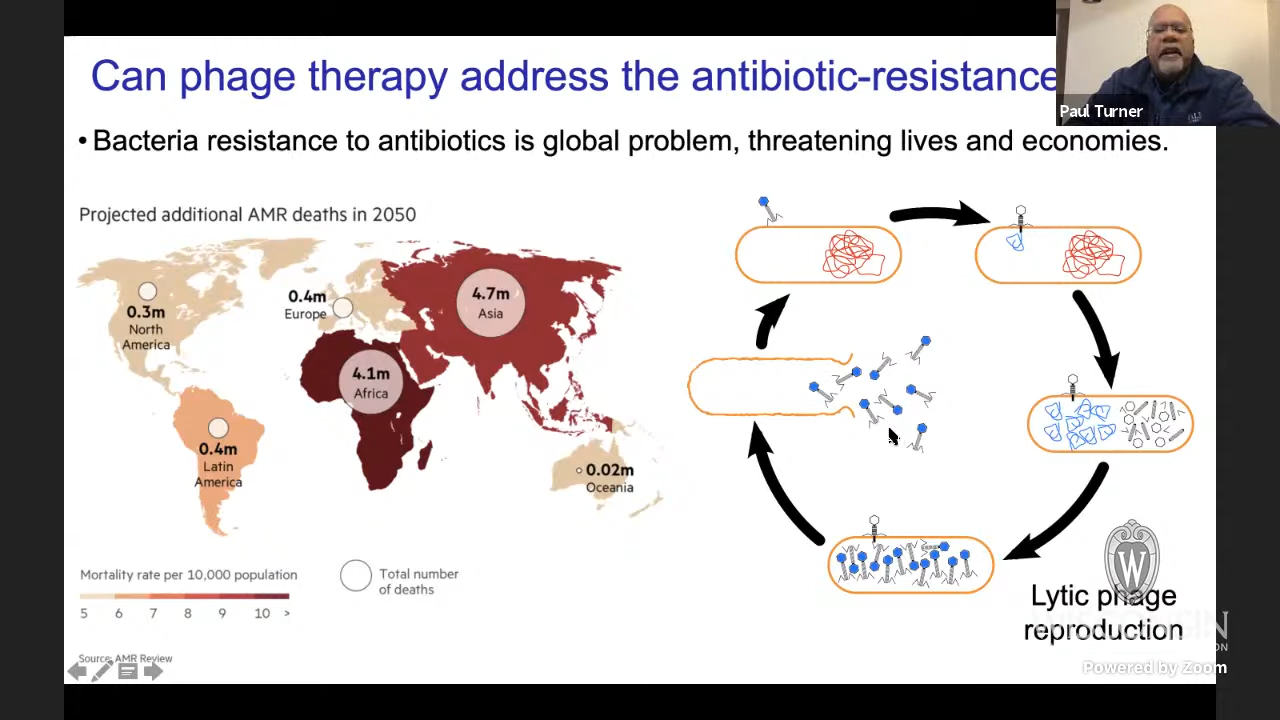 Can phage therapy address the antibiotic-resistance
Paul Turner
• Bacteria resistance to antibiotics is global problem, threatening lives and economies.
Projected additional AMR deaths in 2050
0.3m
North
America
0.4m
Europe
4.7m
Asia
4.1m
Africa
0.4m
Latin
America
0.02m
Oceania
Mortality rate per 10,000 population
5 6 7 8 9 10 >
Total number
of deaths
Source: AMR Review
W
Lytic phage
reproduction
Powered by Zoom